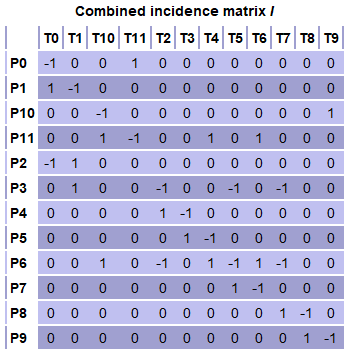 Combined incidence matrix I
T0 T1 T10 T11 T2 T3 T4 T5 T6 T7 T8 T9
P0 -1 0 0 1 0 0 0 0 0 0 0 0
P1 1 -1 0 0 0 0 0 0 0 0 0 0
P10 0 0 -1 0 0 0 0 0 0 0 0 1
P11 0 0 1 -1 0 0 1 0 1 0 0 0
P2 -1 1 0 0 0 0 0 0 0 0 0 0
P3 0 1 0 0 -1 0 0 -1 0 -1 0 0
P4 0 0 0 0 1 -1 0 0 0 0 0 0
P5 0 0 0 0 0 1 -1 0 0 0 0 0
P6 0 0 1 0 -1 0 1 -1 1 -1 0 0
P7 0 0 0 0 0 0 0 1 -1 0 0 0
P8 0 0 0 0 0 0 0 0 0 1 -1 0
P9 0 0 0 0 0 0 0 0 0 0 1 -1